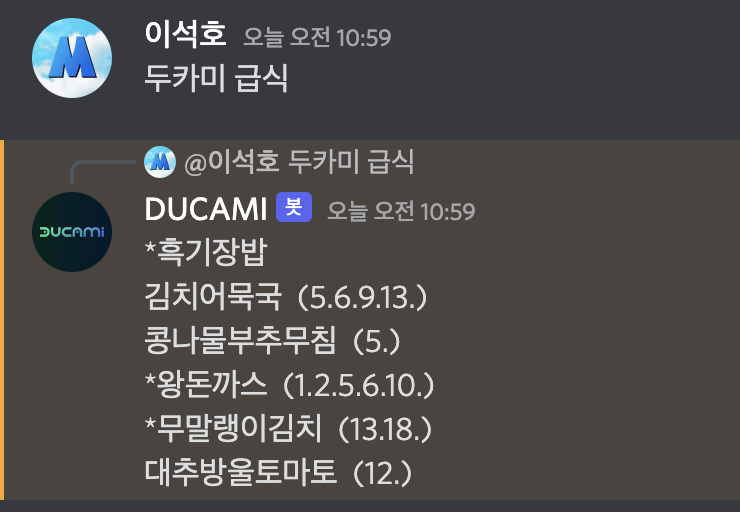 이석호 오늘 오전 10:59
두카미 급식
@이석호 두카미 급식
DUCAMI 봇 오늘 오전 10:59
DUCAMI
*흑기장밥
김치어묵국 (5.6.9.13.)
콩나물부추무침 (5.)
*왕돈까스 (1.2.5.6.10.)
*무말랭이김치 (13.18.)
대추방울토마토 (12.)